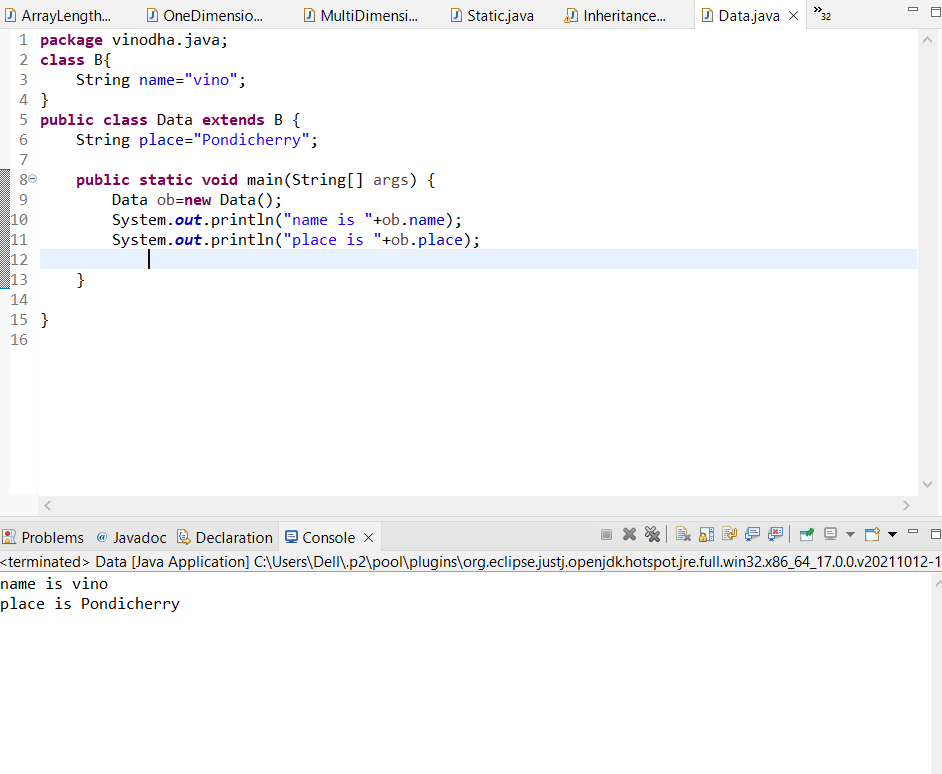 ArrayLength... OneDimensio... MultiDimensi... Static.java Inheritance... Data.java 32
1 package vinodha.java;
2 class B{
3     String name="vino";
4 }
5 public class Data extends B {
6     String place="Pondicherry";
7
8     public static void main(String[] args) {
9         Data ob=new Data();
10         System.out.println("name is "+ob.name);
11         System.out.println("place is "+ob.place);
12
13     }
14
15 }
16
Problems @ Javadoc Declaration Console
<terminated> Data [Java Application] C:\Users\Dell\.p2\pool\plugins\org.eclipse.justj.openjdk.hotspot.jre.full.win32.x86_64_17.0.0.v20211012-1
name is vino
place is Pondicherry